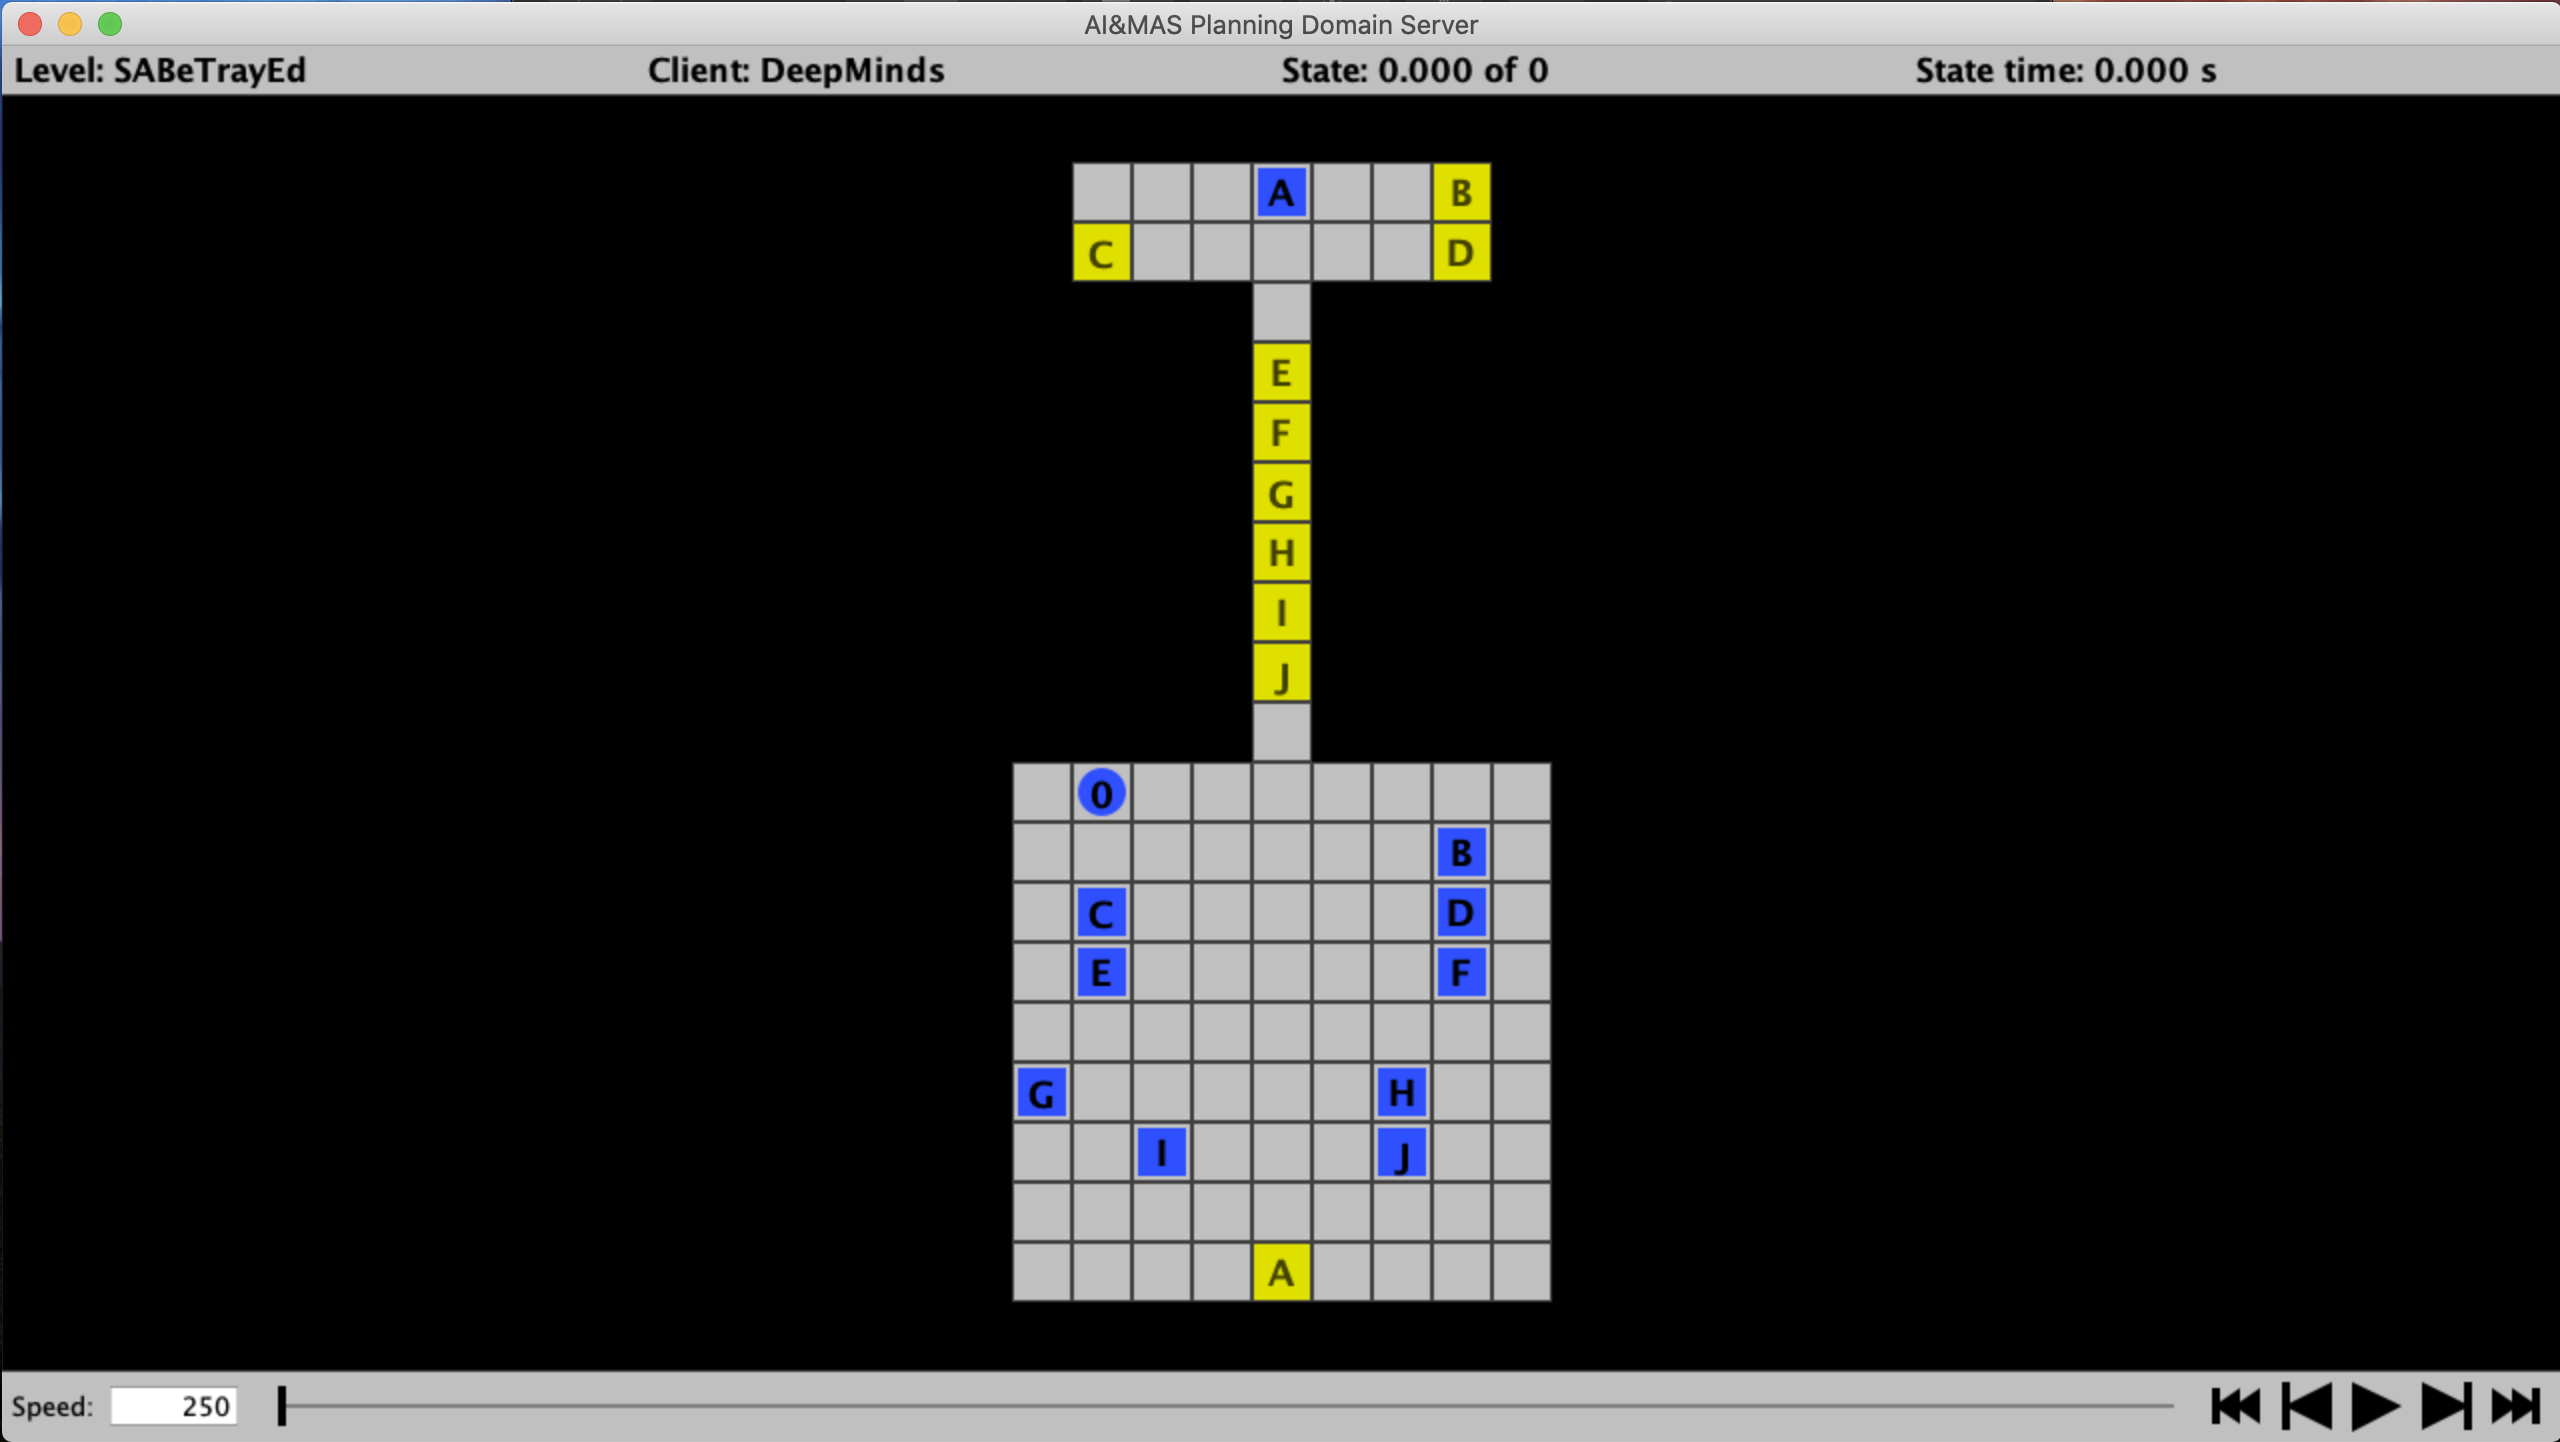 AI&MAS Planning Domain Server
Level: SABeTrayEd Client: DeepMinds State: 0.000 of 0 State time: 0.000 s
A B
C D
E
F
G
H
I
J
0
B
C D
E F
G H
I J
A
Speed: 250